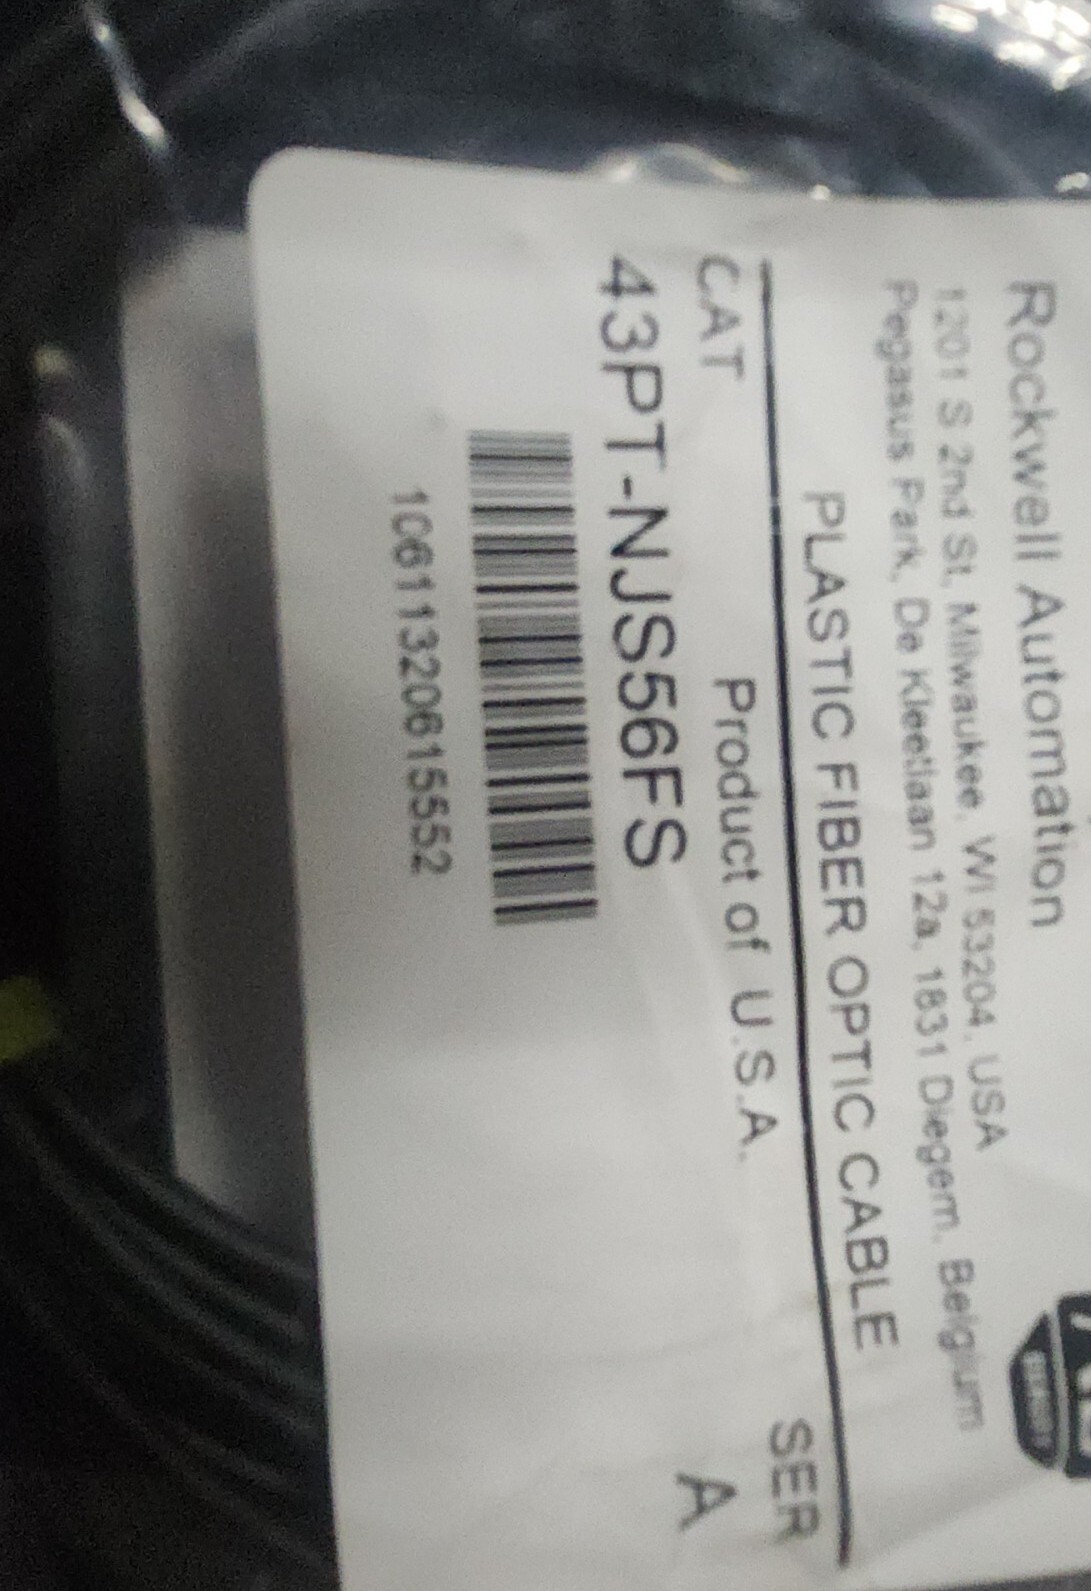 Rockwell Automation
1201 S 2nd St, Milwaukee, WI 53204, USA
Pegasus Park, De Kleetlaan 12a, 1831 Diegem, Belgium
PLASTIC FIBER OPTIC CABLE
CAT Product of U.S.A. SER
43PT-NJS56FS A
10611320615552